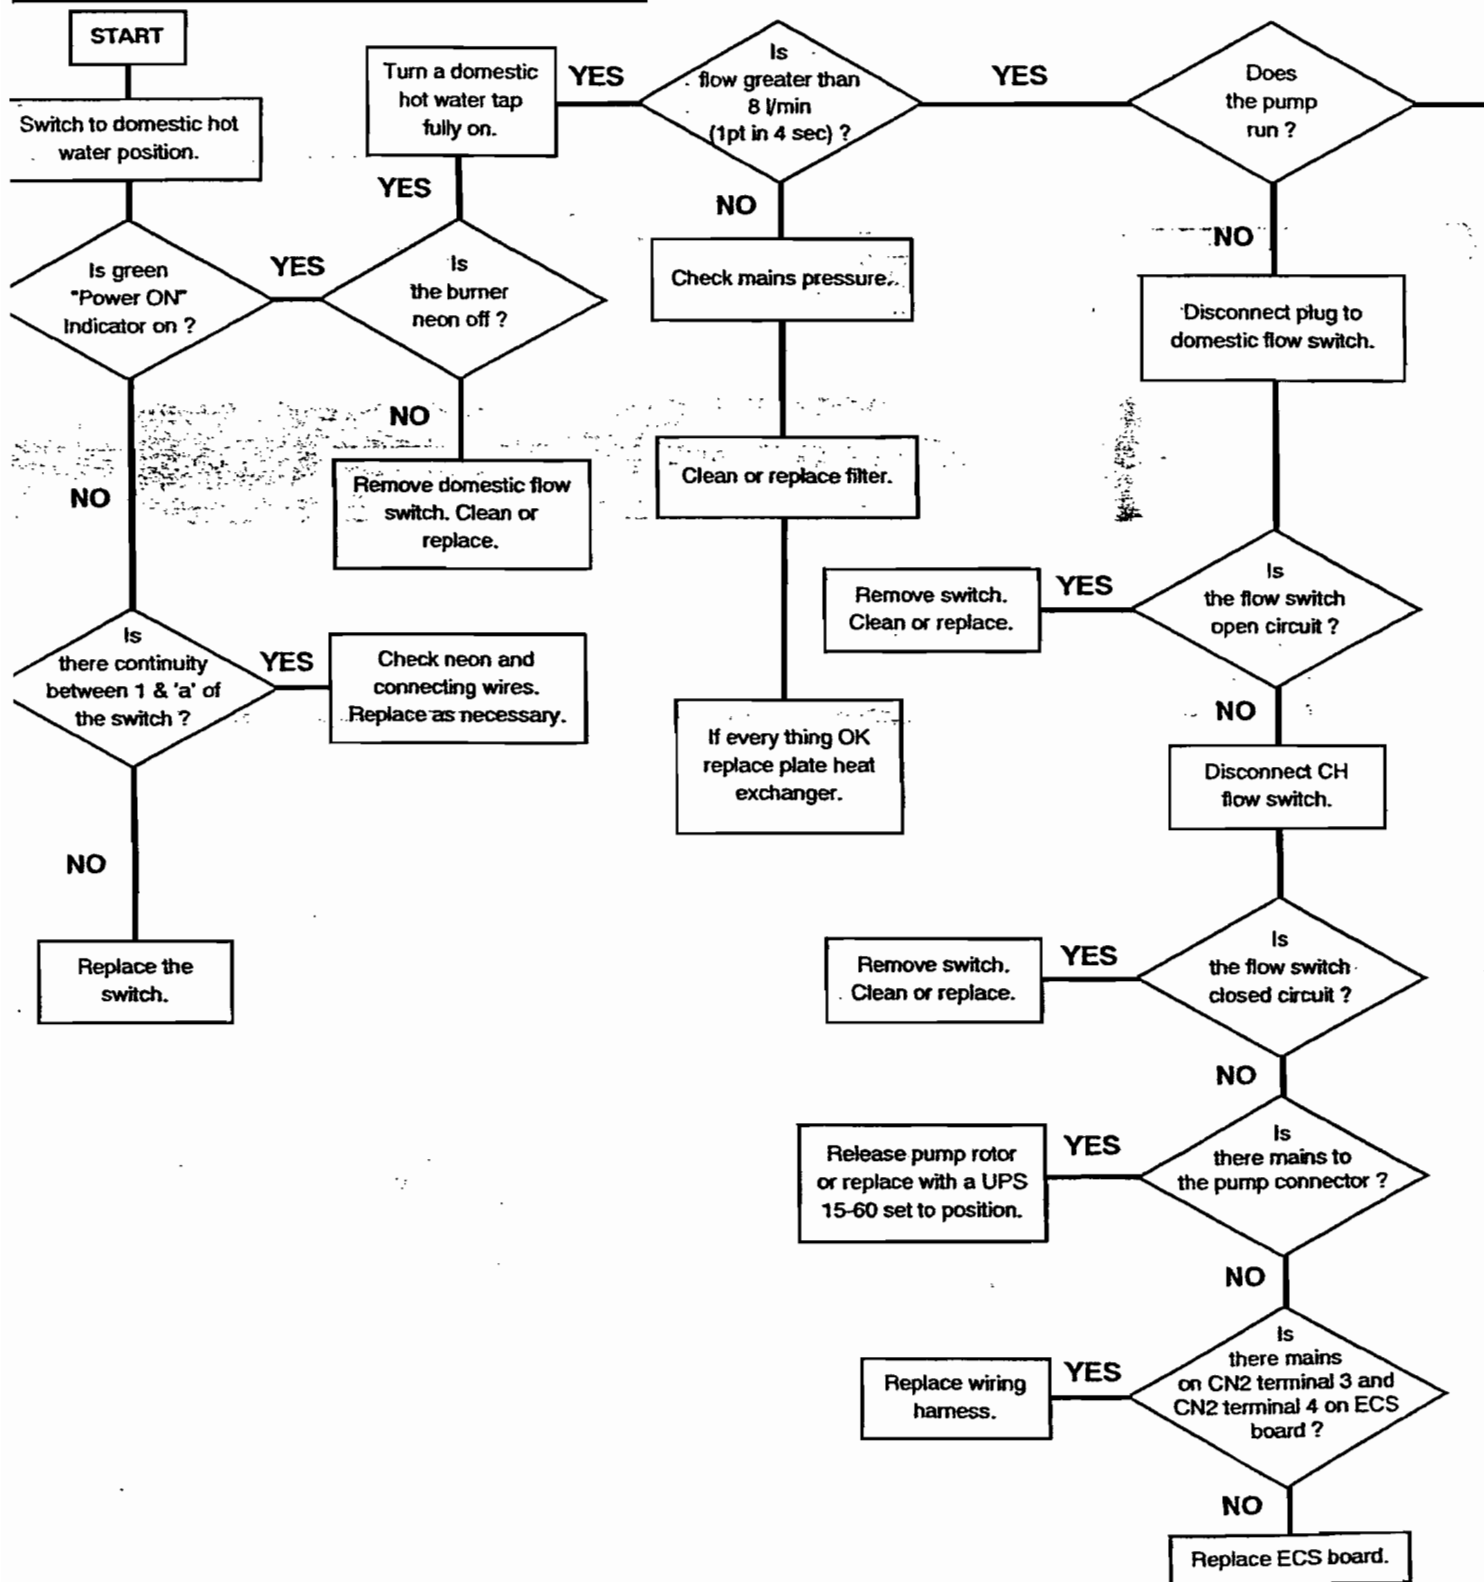 START
Switch to domestic hot
water position.
Is green
"Power ON"
Indicator on ?
YES
NO
Is
there continuity
between 1 & 'a' of
the switch ?
YES
Check neon and
connecting wires.
Replace as necessary.
NO
Replace the
switch.
Is
the burner
neon off ?
YES
NO
Remove domestic flow
switch. Clean or
replace.
Turn a domestic
hot water tap
fully on.
YES
Is
flow greater than
8 l/min
(1pt in 4 sec) ?
NO
Check mains pressure.
Clean or replace filter.
If every thing OK
replace plate heat
exchanger.
YES
Does
the pump
run ?
NO
Disconnect plug to
domestic flow switch.
Is
the flow switch
open circuit ?
YES
Remove switch.
Clean or replace.
NO
Disconnect CH
flow switch.
Is
the flow switch
closed circuit ?
YES
Remove switch.
Clean or replace.
NO
Is
there mains to
the pump connector ?
YES
Release pump rotor
or replace with a UPS
15-60 set to position.
NO
Is
there mains
on CN2 terminal 3 and
CN2 terminal 4 on ECS
board ?
YES
Replace wiring
harness.
NO
Replace ECS board.